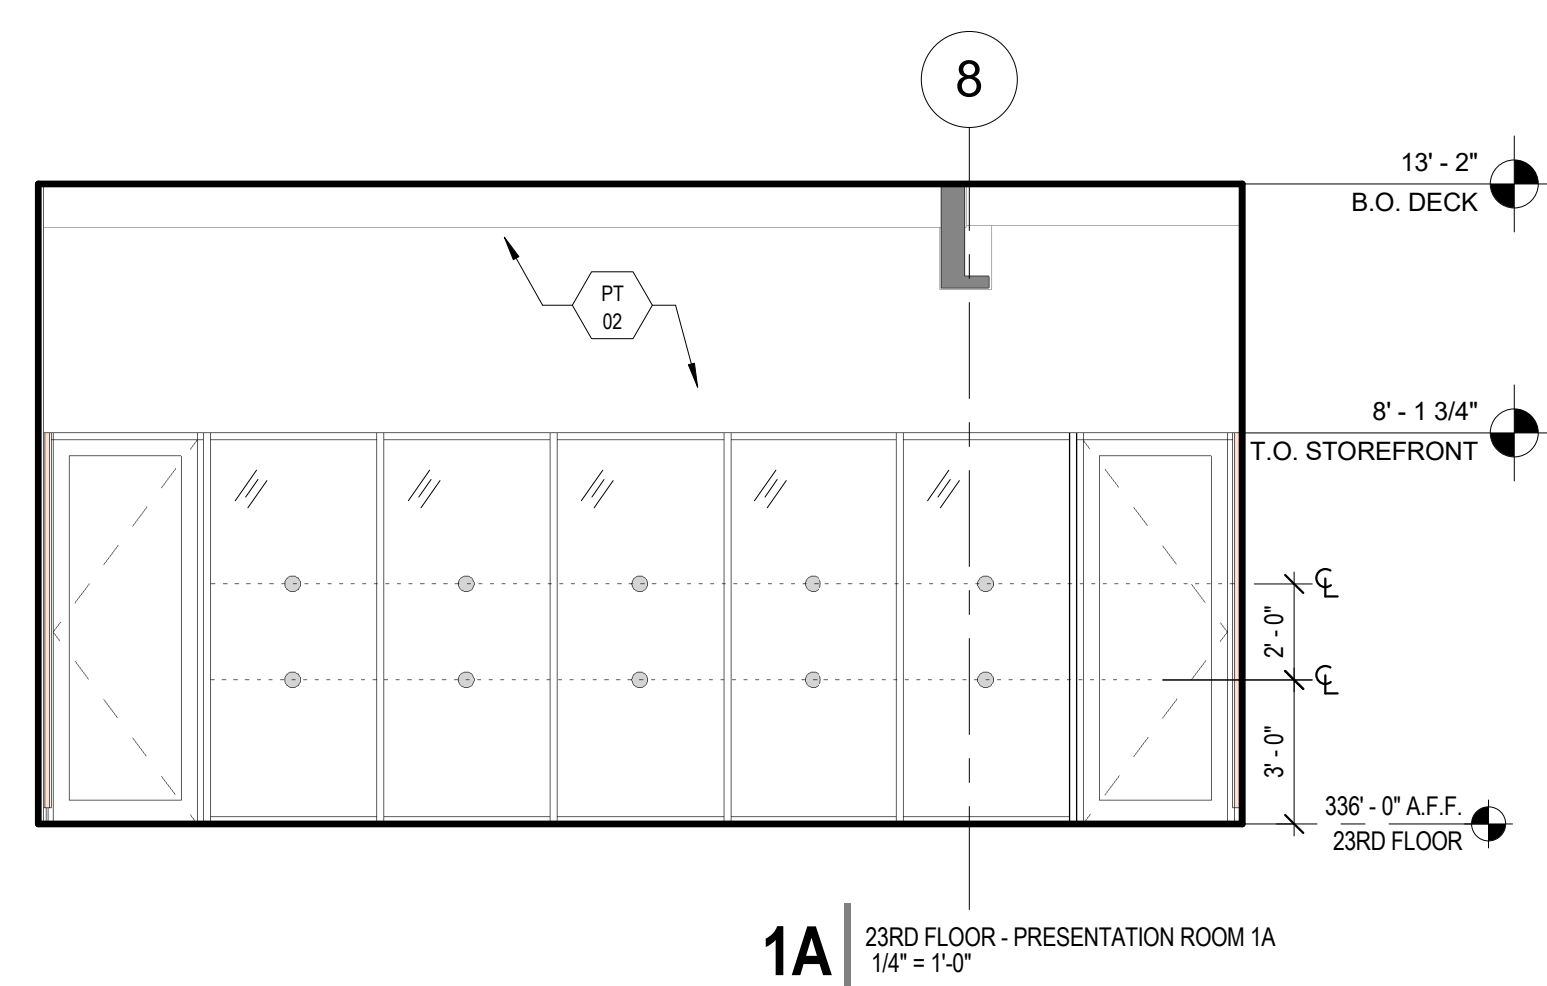 8
13' - 2"
B.O. DECK
PT
02
8' - 1 3/4"
T.O. STOREFRONT
℄
2' - 0"
℄
3' - 0"
336' - 0" A.F.F.
23RD FLOOR
1A
23RD FLOOR - PRESENTATION ROOM 1A
1/4" = 1'-0"